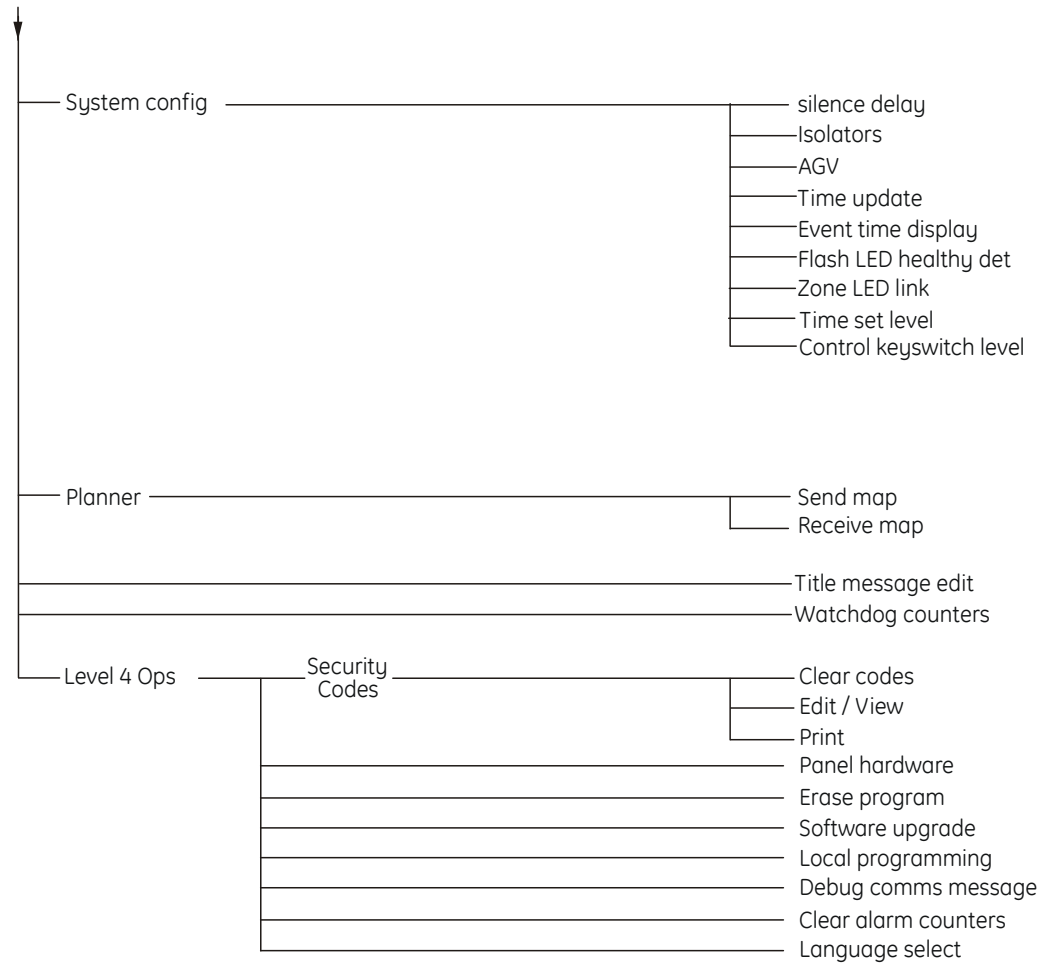 System config
silence delay
Isolators
AGV
Time update
Event time display
Flash LED healthy det
Zone LED link
Time set level
Control keyswitch level
Planner
Send map
Receive map
Title message edit
Watchdog counters
Level 4 Ops
Security
Codes
Clear codes
Edit / View
Print
Panel hardware
Erase program
Software upgrade
Local programming
Debug comms message
Clear alarm counters
Language select